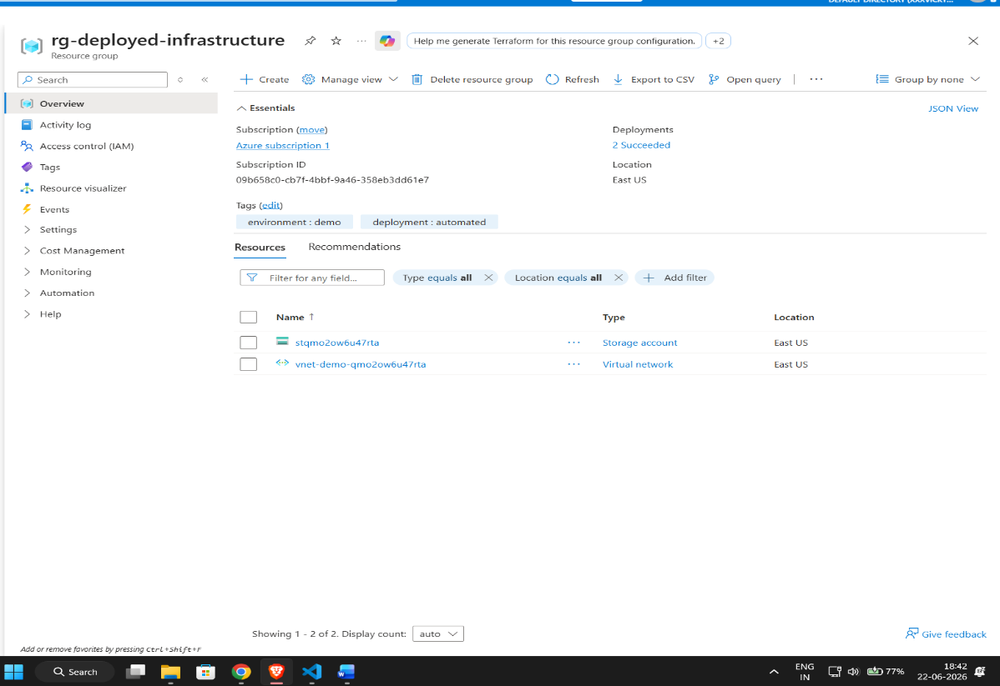 rg-deployed-infrastructure
Resource group
Help me generate Terraform for this resource group configuration.
+2
Search
Create
Manage view
Delete resource group
Refresh
Export to CSV
Open query
Group by none
Overview
Activity log
Access control (IAM)
Tags
Resource visualizer
Events
Settings
Cost Management
Monitoring
Automation
Help
Essentials
JSON View
Subscription (move)
Azure subscription 1
Subscription ID
09b658c0-cb7f-4bbf-9a46-358eb3dd61e7
Deployments
2 Succeeded
Location
East US
Tags (edit)
environment : demo
deployment : automated
Resources
Recommendations
Filter for any field...
Type equals all
Location equals all
Add filter
Name ↑ Type Location
stqmo2ow6u47rta ··· Storage account East US
vnet-demo-qmo2ow6u47rta ··· Virtual network East US
Showing 1 - 2 of 2. Display count: auto
Give feedback
Add or remove favorites by pressing Ctrl+Shift+F
Search
ENG
IN
77%
18:42
22-06-2026